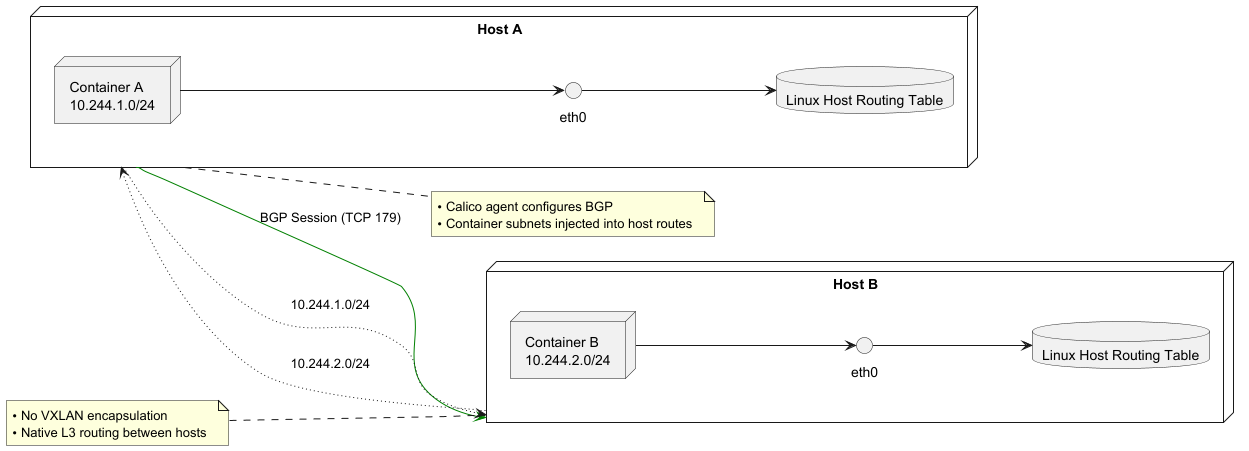 Host A
Container A
10.244.1.0/24
eth0
Linux Host Routing Table
• Calico agent configures BGP
• Container subnets injected into host routes
BGP Session (TCP 179)
10.244.1.0/24
10.244.2.0/24
Host B
Container B
10.244.2.0/24
eth0
Linux Host Routing Table
• No VXLAN encapsulation
• Native L3 routing between hosts